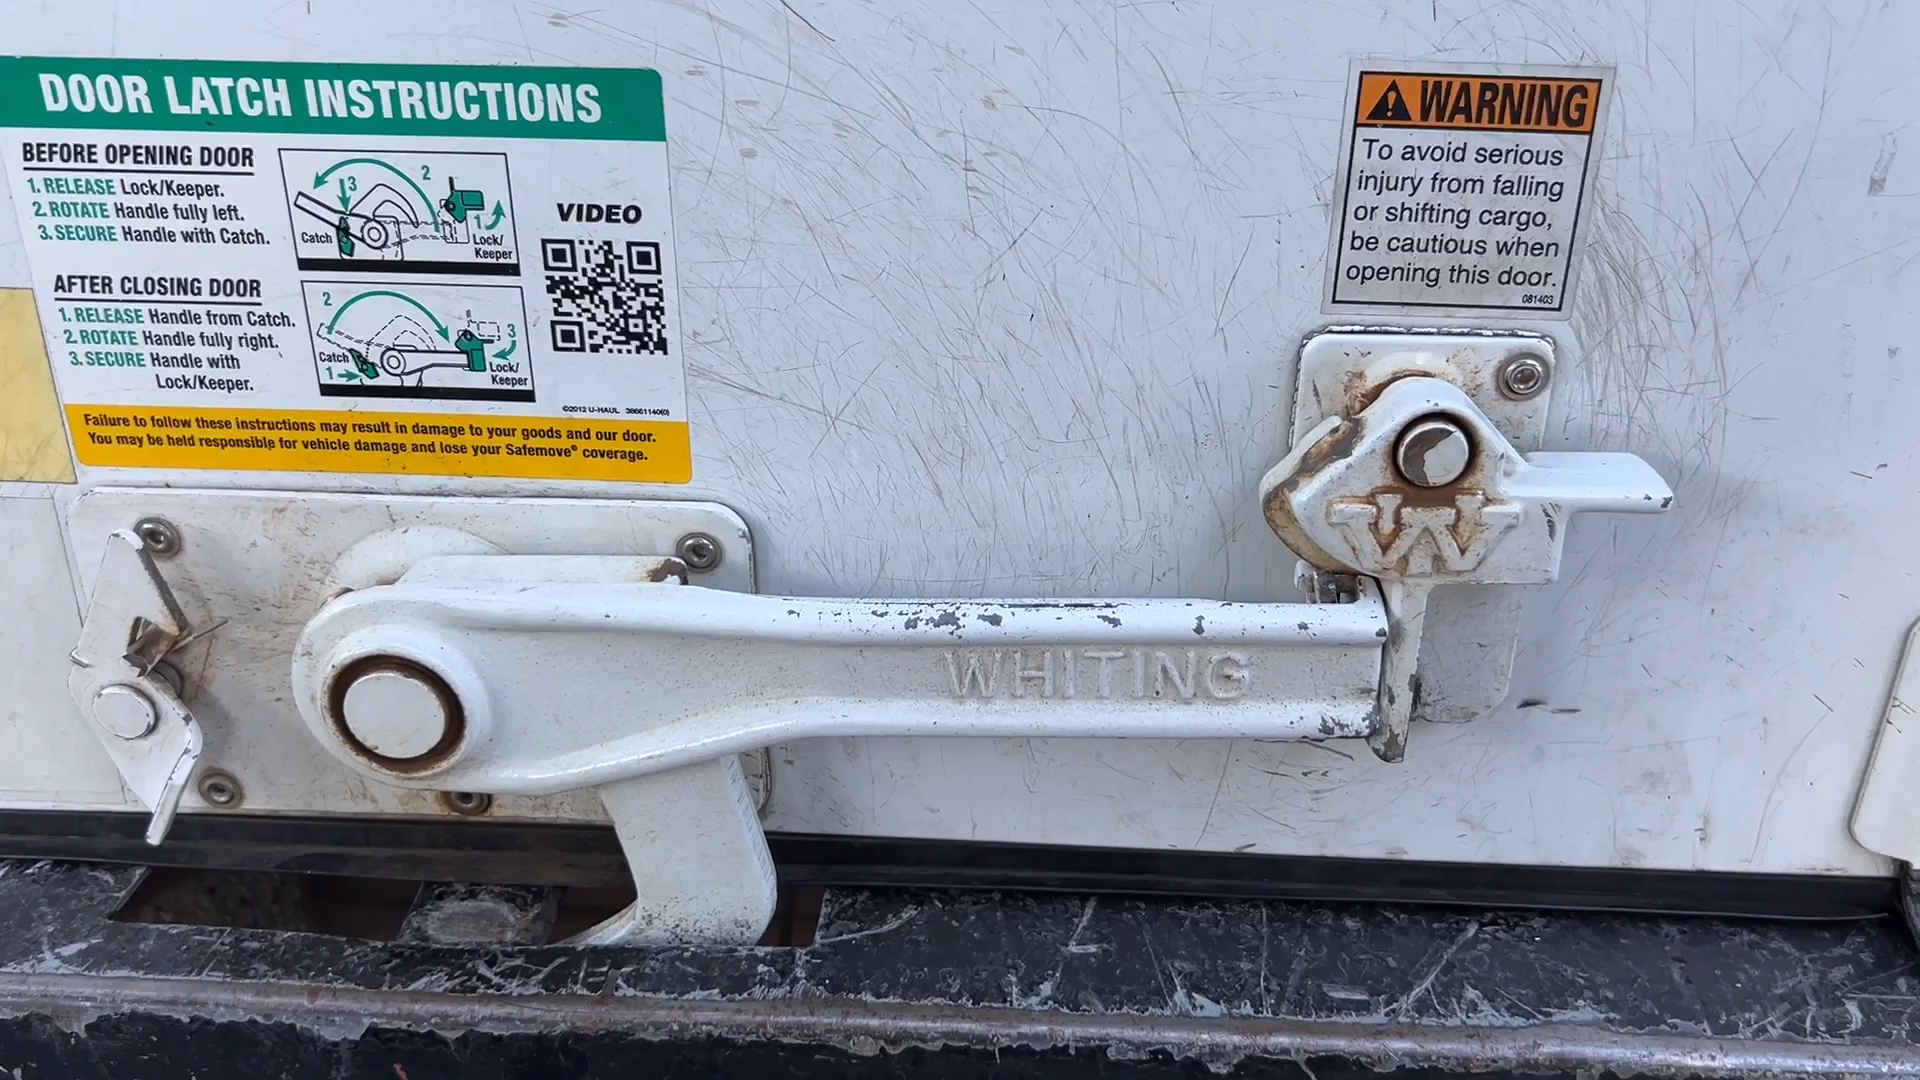 DOOR LATCH INSTRUCTIONS
BEFORE OPENING DOOR
1. RELEASE Lock/Keeper.
2. ROTATE Handle fully left.
3. SECURE Handle with Catch.
2
3
1
Catch
Lock/
Keeper
VIDEO
AFTER CLOSING DOOR
1. RELEASE Handle from Catch.
2. ROTATE Handle fully right.
3. SECURE Handle with
Lock/Keeper.
2
3
Catch
1
Lock/
Keeper
©2012 U-HAUL 38661140(0)
Failure to follow these instructions may result in damage to your goods and our door.
You may be held responsible for vehicle damage and lose your Safemove® coverage.
WARNING
To avoid serious
injury from falling
or shifting cargo,
be cautious when
opening this door.
081403
W
WHITING